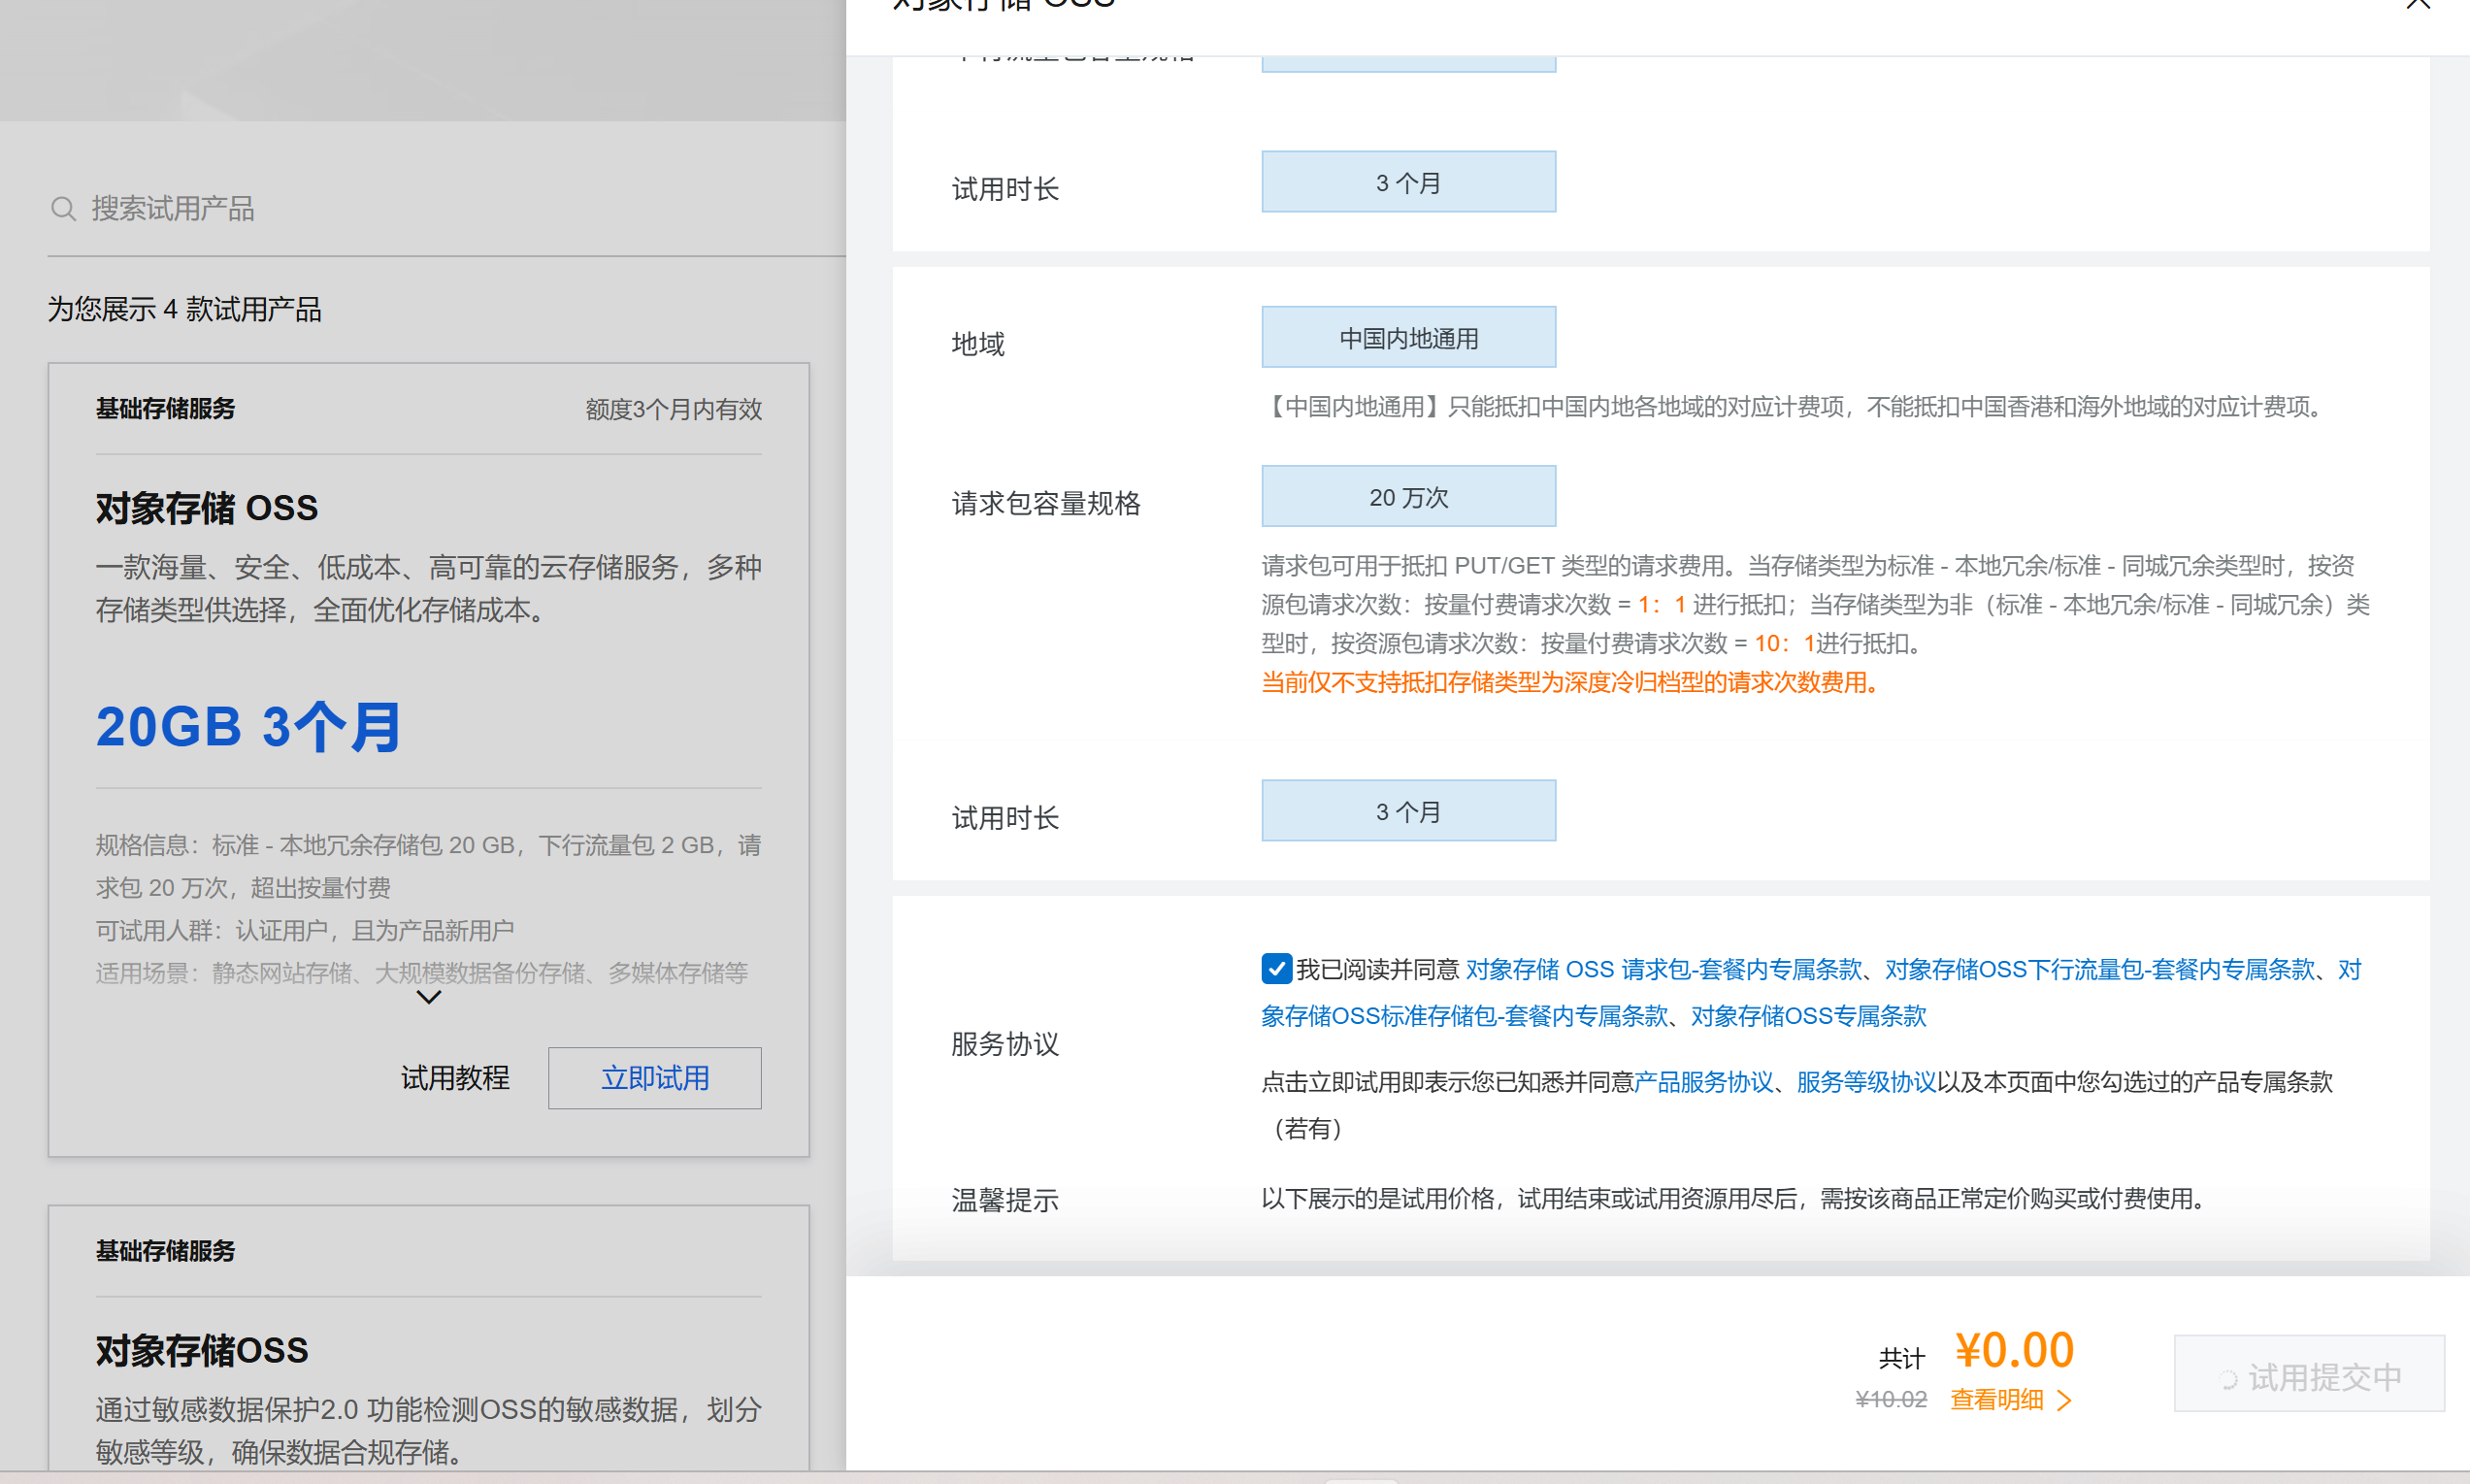 搜索试用产品
为您展示 4 款试用产品
基础存储服务
额度3个月内有效
对象存储 OSS
一款海量、安全、低成本、高可靠的云存储服务，多种
存储类型供选择，全面优化存储成本。
20GB 3个月
规格信息：标准 - 本地冗余存储包 20 GB，下行流量包 2 GB，请
求包 20 万次，超出按量付费
可试用人群：认证用户，且为产品新用户
适用场景：静态网站存储、大规模数据备份存储、多媒体存储等
试用教程
立即试用
基础存储服务
对象存储OSS
通过敏感数据保护2.0 功能检测OSS的敏感数据，划分
敏感等级，确保数据合规存储。
对象存储 OSS
试用时长
3 个月
地域
中国内地通用
【中国内地通用】只能抵扣中国内地各地域的对应计费项，不能抵扣中国香港和海外地域的对应计费项。
请求包容量规格
20 万次
请求包可用于抵扣 PUT/GET 类型的请求费用。当存储类型为标准 - 本地冗余/标准 - 同城冗余类型时，按资
源包请求次数：按量付费请求次数 = 1：1 进行抵扣；当存储类型为非（标准 - 本地冗余/标准 - 同城冗余）类
型时，按资源包请求次数：按量付费请求次数 = 10：1进行抵扣。
当前仅不支持抵扣存储类型为深度冷归档型的请求次数费用。
试用时长
3 个月
服务协议
我已阅读并同意 对象存储 OSS 请求包-套餐内专属条款、对象存储OSS下行流量包-套餐内专属条款、对
象存储OSS标准存储包-套餐内专属条款、对象存储OSS专属条款
点击立即试用即表示您已知悉并同意产品服务协议、服务等级协议以及本页面中您勾选过的产品专属条款
（若有）
温馨提示
以下展示的是试用价格，试用结束或试用资源用尽后，需按该商品正常定价购买或付费使用。
共计 ¥0.00
¥10.02 查看明细
试用提交中